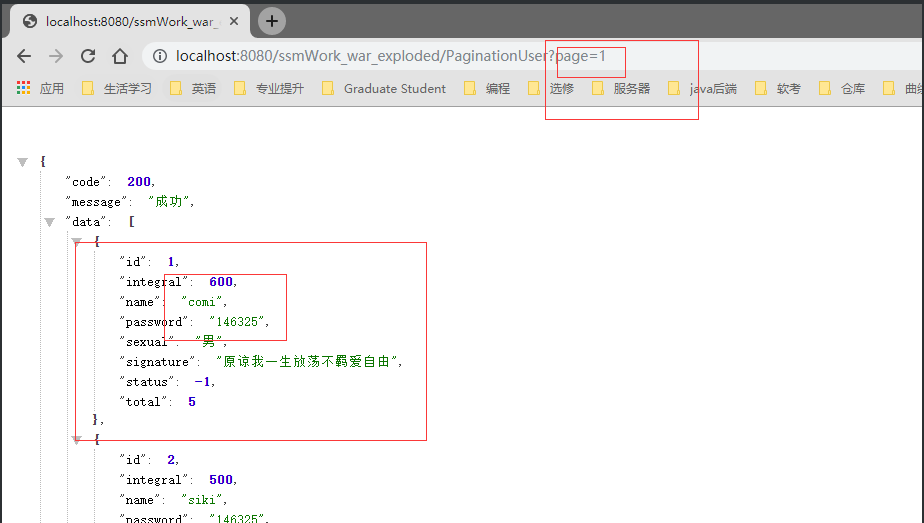 localhost:8080/ssmWork_war_e
localhost:8080/ssmWork_war_exploded/PaginationUser?page=1
应用 生活学习 英语 专业提升 Graduate Student 编程 选修 服务器 java后端 软考 仓库 曲线
{
"code": 200,
"message": "成功",
"data": [
{
"id": 1,
"integral": 600,
"name": "comi",
"password": "146325",
"sexual": "男",
"signature": "原谅我一生放荡不羁爱自由",
"status": -1,
"total": 5
},
{
"id": 2,
"integral": 500,
"name": "siki",
"password": "146325",